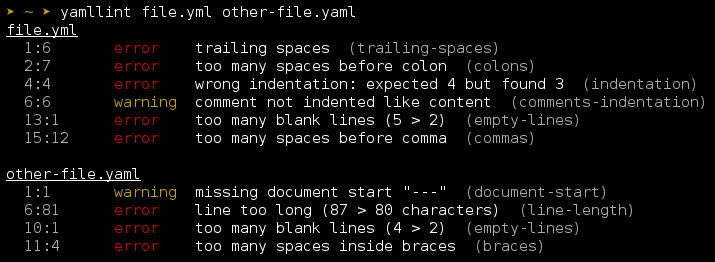 ➤ ~ ➤ yamllint file.yml other-file.yaml
file.yml
  1:6       error    trailing spaces  (trailing-spaces)
  2:7       error    too many spaces before colon  (colons)
  4:4       error    wrong indentation: expected 4 but found 3  (indentation)
  6:6       warning  comment not indented like content  (comments-indentation)
  13:1      error    too many blank lines (5 > 2)  (empty-lines)
  15:12     error    too many spaces before comma  (commas)

other-file.yaml
  1:1       warning  missing document start "---"  (document-start)
  6:81      error    line too long (87 > 80 characters)  (line-length)
  10:1      error    too many blank lines (4 > 2)  (empty-lines)
  11:4      error    too many spaces inside braces  (braces)